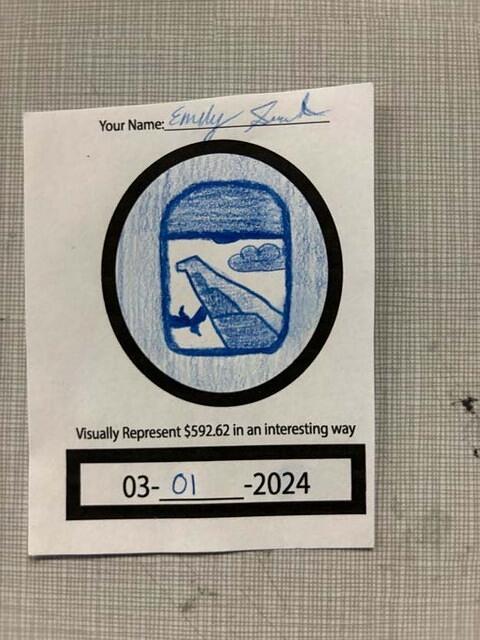 Your Name: Emily
Visually Represent $592.62 in an interesting way
03-01-2024